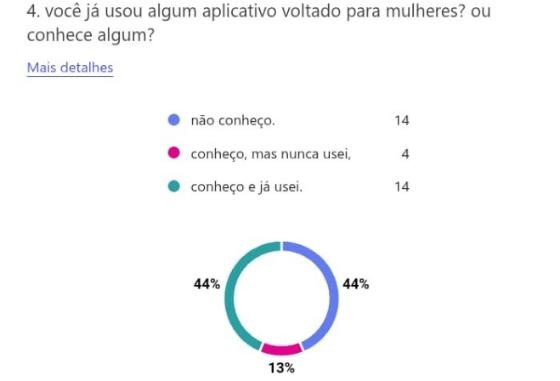 4. você já usou algum aplicativo voltado para mulheres? ou
conhece algum?
Mais detalhes
não conheço. 14
conheço, mas nunca usei, 4
conheço e já usei. 14
44% 44%
13%